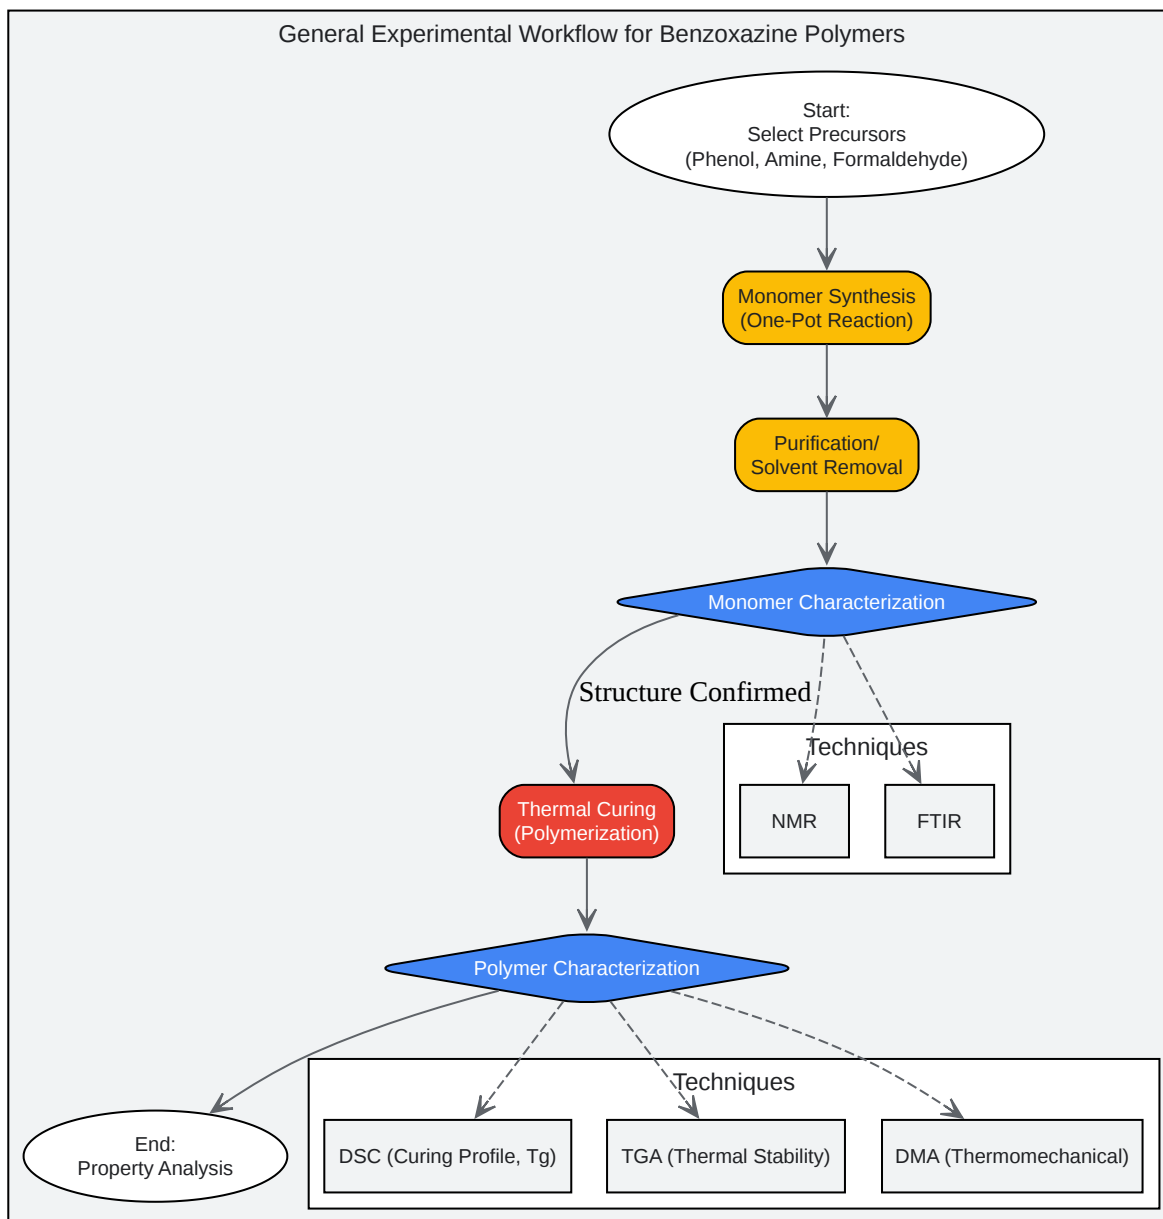 General Experimental Workflow for Benzoxazine Polymers
Start:
Select Precursors
(Phenol, Amine, Formaldehyde)
Monomer Synthesis
(One-Pot Reaction)
Purification/
Solvent Removal
Monomer Characterization
Structure Confirmed
Techniques
NMR
FTIR
Thermal Curing
(Polymerization)
Polymer Characterization
Techniques
DSC (Curing Profile, Tg)
TGA (Thermal Stability)
DMA (Thermomechanical)
End:
Property Analysis